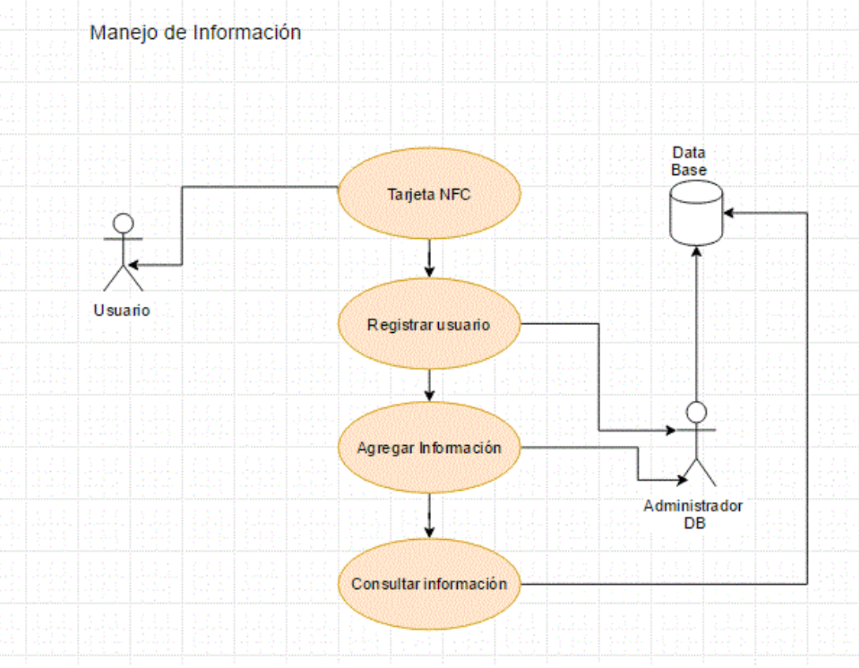 Manejo de Información
Data
Base
Tarjeta NFC
Usuario
Registrar usuario
Agregar Información
Administrador
DB
Consultar información